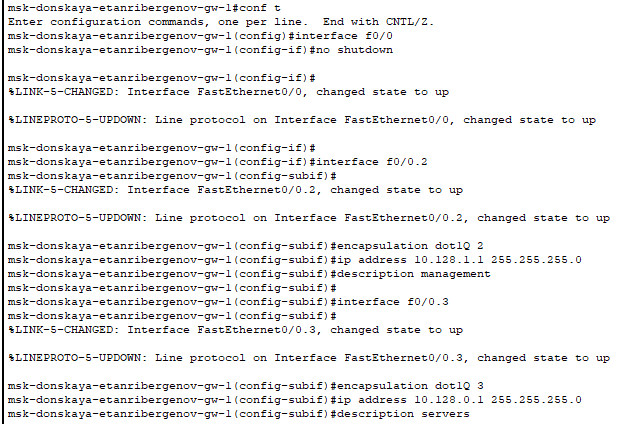 msk-donskaya-etanribergenov-gw-1#conf t
Enter configuration commands, one per line.  End with CNTL/Z.
msk-donskaya-etanribergenov-gw-1(config)#interface f0/0
msk-donskaya-etanribergenov-gw-1(config-if)#no shutdown
msk-donskaya-etanribergenov-gw-1(config-if)#
%LINK-5-CHANGED: Interface FastEthernet0/0, changed state to up
%LINEPROTO-5-UPDOWN: Line protocol on Interface FastEthernet0/0, changed state to up
msk-donskaya-etanribergenov-gw-1(config-if)#
msk-donskaya-etanribergenov-gw-1(config-if)#interface f0/0.2
msk-donskaya-etanribergenov-gw-1(config-subif)#
%LINK-5-CHANGED: Interface FastEthernet0/0.2, changed state to up
%LINEPROTO-5-UPDOWN: Line protocol on Interface FastEthernet0/0.2, changed state to up
msk-donskaya-etanribergenov-gw-1(config-subif)#encapsulation dot1Q 2
msk-donskaya-etanribergenov-gw-1(config-subif)#ip address 10.128.1.1 255.255.255.0
msk-donskaya-etanribergenov-gw-1(config-subif)#description management
msk-donskaya-etanribergenov-gw-1(config-subif)#
msk-donskaya-etanribergenov-gw-1(config-subif)#interface f0/0.3
msk-donskaya-etanribergenov-gw-1(config-subif)#
%LINK-5-CHANGED: Interface FastEthernet0/0.3, changed state to up
%LINEPROTO-5-UPDOWN: Line protocol on Interface FastEthernet0/0.3, changed state to up
msk-donskaya-etanribergenov-gw-1(config-subif)#encapsulation dot1Q 3
msk-donskaya-etanribergenov-gw-1(config-subif)#ip address 10.128.0.1 255.255.255.0
msk-donskaya-etanribergenov-gw-1(config-subif)#description servers